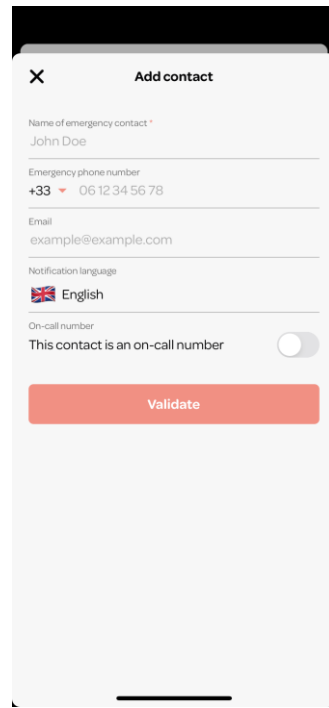 Add contact
Name of emergency contact *
John Doe
Emergency phone number
+33 06 12 34 56 78
Email
example@example.com
Notification language
English
On-call number
This contact is an on-call number
Validate